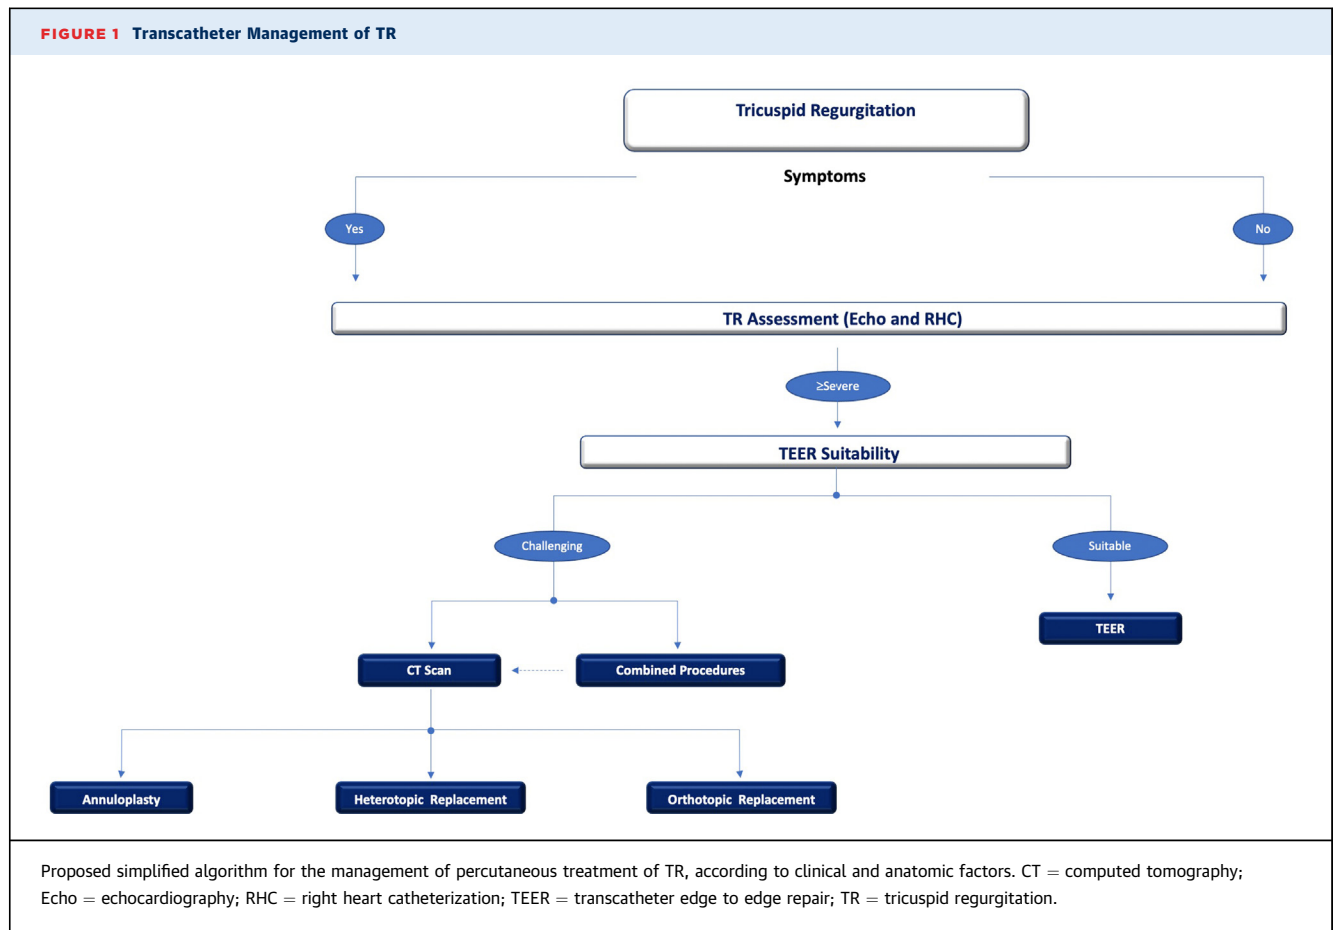 FIGURE 1 Transcatheter Management of TR
Tricuspid Regurgitation
Symptoms
Yes
No
TR Assessment (Echo and RHC)
≥Severe
TEER Suitability
Challenging
Suitable
TEER
CT Scan
Combined Procedures
Annuloplasty
Heterotopic Replacement
Orthotopic Replacement
Proposed simplified algorithm for the management of percutaneous treatment of TR, according to clinical and anatomic factors. CT = computed tomography;
Echo = echocardiography; RHC = right heart catheterization; TEER = transcatheter edge to edge repair; TR = tricuspid regurgitation.